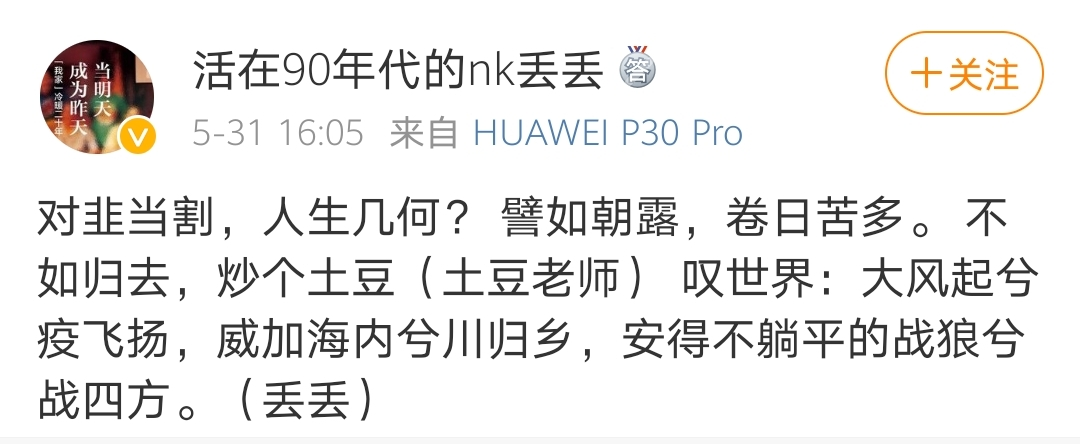 活在90年代的nk丢丢 答
当明天
成为昨天
「我家」冷暖二十年
5-31 16:05 来自 HUAWEI P30 Pro
+关注
对韭当割，人生几何？ 譬如朝露，卷日苦多。 不
如归去，炒个土豆（土豆老师） 叹世界：大风起兮
疫飞扬，威加海内兮川归乡，安得不躺平的战狼兮
战四方。（丢丢）